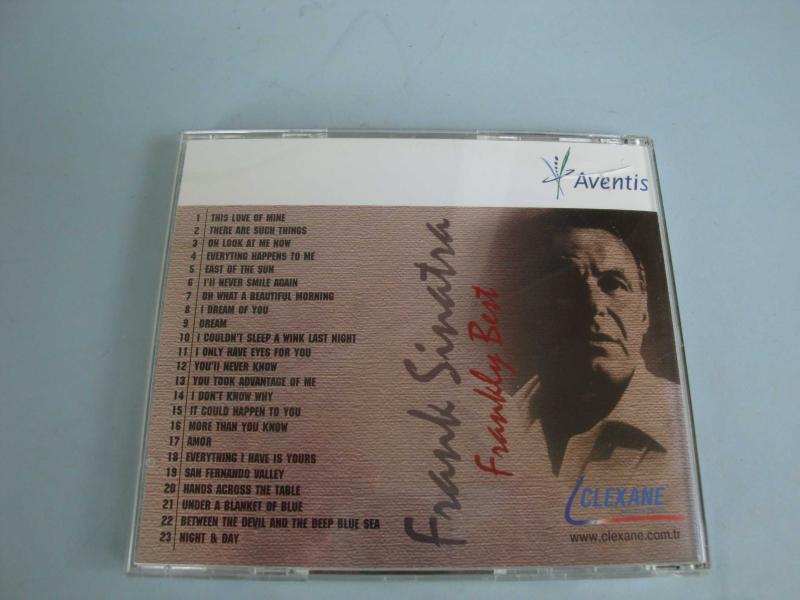 Aventis
1 THIS LOVE OF MINE
2 THERE ARE SUCH THINGS
3 OH LOOK AT ME NOW
4 EVERYTING HAPPENS TO ME
5 EAST OF THE SUN
6 I'll NEVER SMILE AGAIN
7 OH WHAT A BEAUTIFUL MORNING
8 I DREAM OF YOU
9 DREAM
10 I COULDN'T SLEEP A WINK LAST NIGHT
11 I ONLY HAVE EYES FOR YOU
12 YOU'll NEVER KNOW
13 YOU TOOK ADVANTAGE OF ME
14 I DON'T KNOW WHY
15 IT COULD HAPPEN TO YOU
16 MORE THAN YOU KNOW
17 AMOR
18 EVERYTHING I HAVE IS YOURS
19 SAN FERNANDO VALLEY
20 HANDS ACROSS THE TABLE
21 UNDER A BLANKET OF BLUE
22 BETWEEN THE DEVIL AND THE DEEP BLUE SEA
23 NIGHT & DAY
Frank Sinatra
Frankly Best
CLEXANE
www.clexane.com.tr